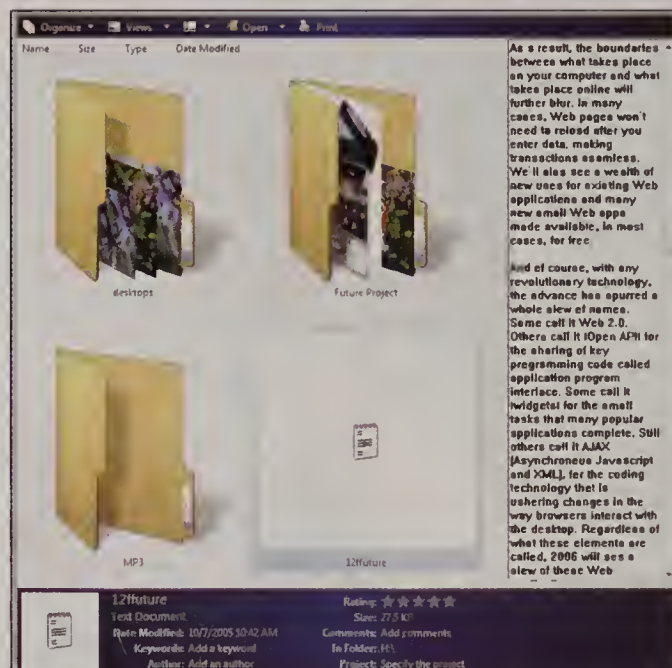 Organize Views Open Print
Name Size Type Date Modified
desktops
Future Project
MP3
12ffuture
As a result, the boundaries
between what takes place
on your computer and what
takes place online will
further blur. In many
cases, Web pages won't
need to reload after you
enter data, making
transactions seamless.
We'll also see a wealth of
new uses for existing Web
applications and many
new small Web apps
made available, in most
cases, for free
And of course, with any
revolutionary technology,
the advance has spurred a
whole slew of names.
Some call it Web 2.0.
Others call it ìOpen APIî for
the sharing of key
programming code called
application program
interface. Some call it
ìwidgetsî for the small
tasks that many popular
applications complete. Still
others call it AJAX
(Asynchronous Javascript
and XML), for the coding
technology that is
ushering changes in the
way browsers interact with
the desktop. Regardless of
what these elements are
called, 2006 will see a
slew of these Web
12ffuture
Text Document
Date Modified: 10/7/2005 10:42 AM
Keywords: Add a keyword
Author: Add an author
Rating:
Size: 27.5 KB
Comments: Add comments
In Folder: H:\
Project: Specify the project